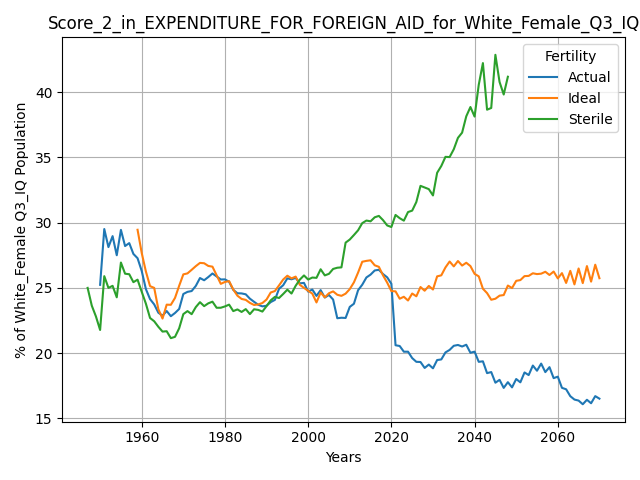 Score_2_in_EXPENDITURE_FOR_FOREIGN_AID_for_White_Female_Q3_IQ
Fertility
Actual
Ideal
Sterile
40
35
30
25
20
15
% of White_Female Q3_IQ Population
1960
1980
2000
2020
2040
2060
Years